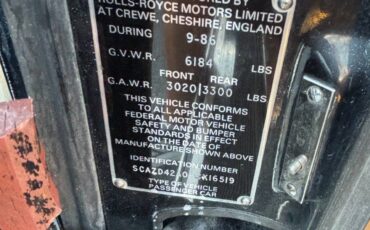 ROLLS-ROYCE MOTORS LIMITED
AT CREWE, CHESHIRE, ENGLAND
DURING 9-86
G.V.W.R. 6184 LBS
FRONT REAR
G.A.W.R. 3020 3300 LBS
THIS VEHICLE CONFORMS
TO ALL APPLICABLE
FEDERAL MOTOR VEHICLE
SAFETY AND BUMPER
STANDARDS IN EFFECT
ON THE DATE OF
MANUFACTURE SHOWN ABOVE
IDENTIFICATION NUMBER
TYPE OF VEHICLE
PASSENGER CAR